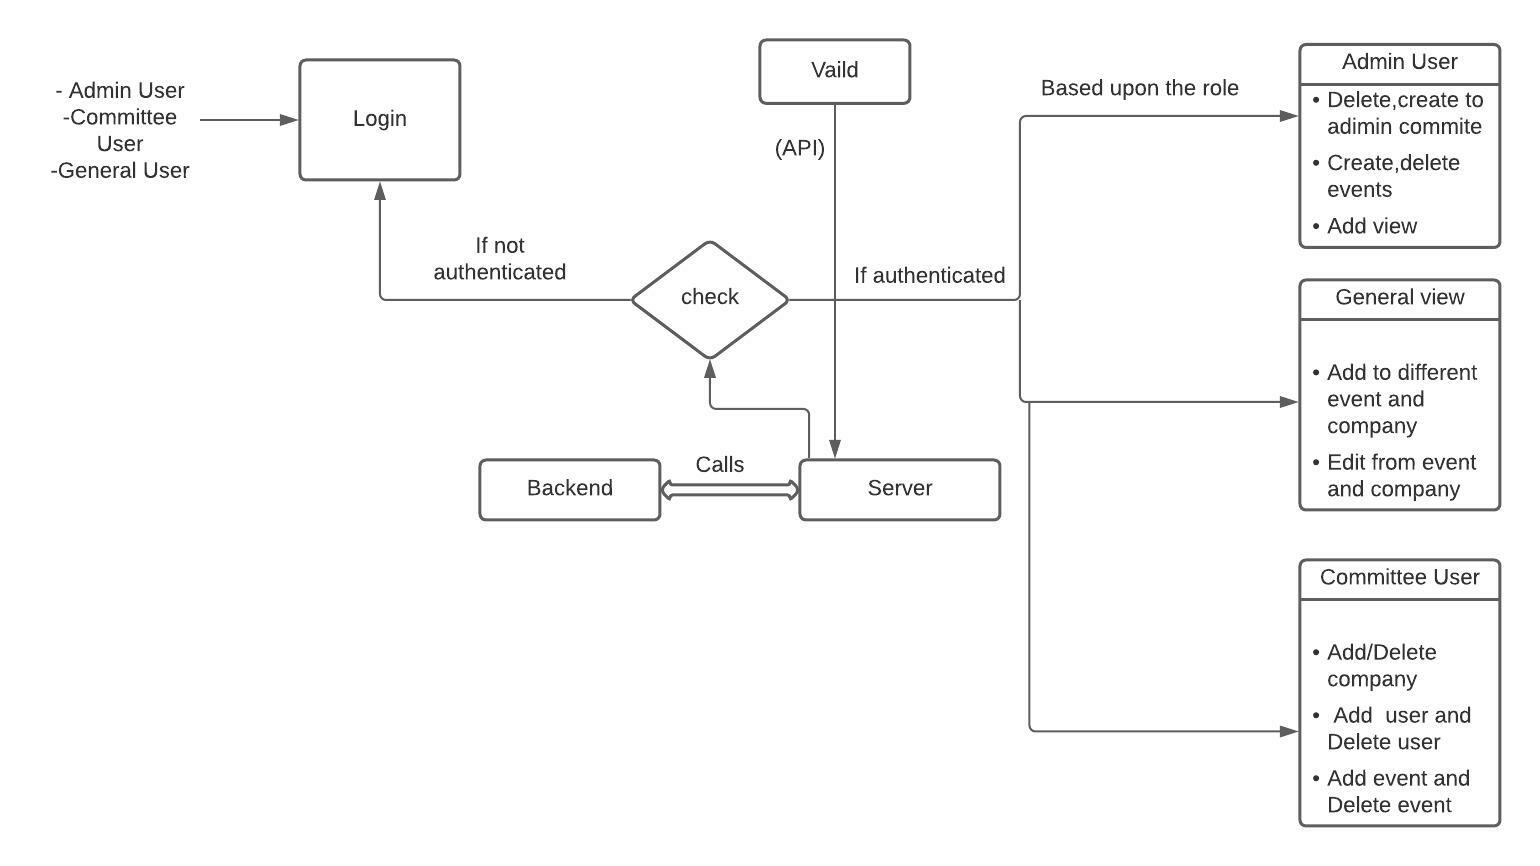 - Admin User
-Committee
User
-General User
Login
Vaild
(API)
If not
authenticated
check
If authenticated
Based upon the role
Calls
Backend
Server
Admin User
• Delete,create to
adimin commite
• Create,delete
events
• Add view
General view
• Add to different
event and
company
• Edit from event
and company
Committee User
• Add/Delete
company
• Add user and
Delete user
• Add event and
Delete event